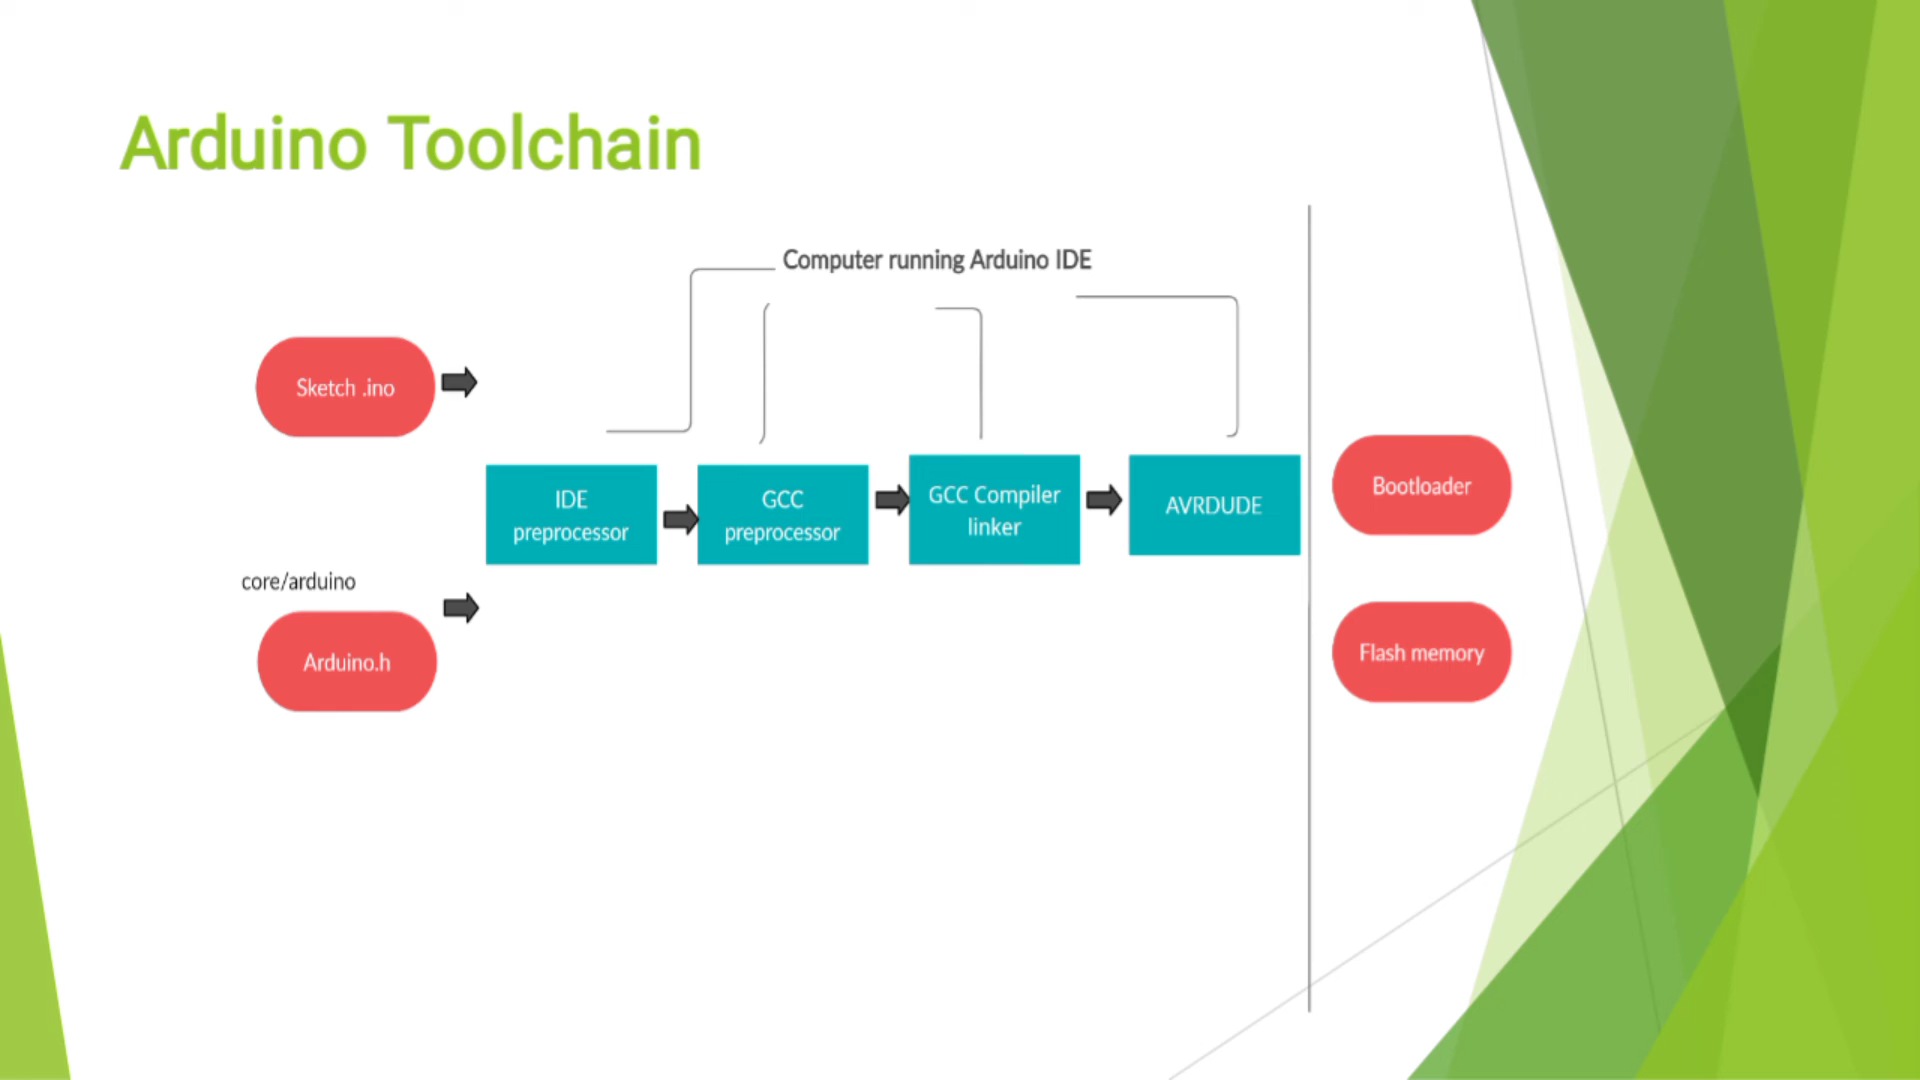 Arduino Toolchain
Computer running Arduino IDE
Sketch .ino
IDE
preprocessor
GCC
preprocessor
GCC Compiler
linker
AVRDUDE
Bootloader
core/arduino
Arduino.h
Flash memory